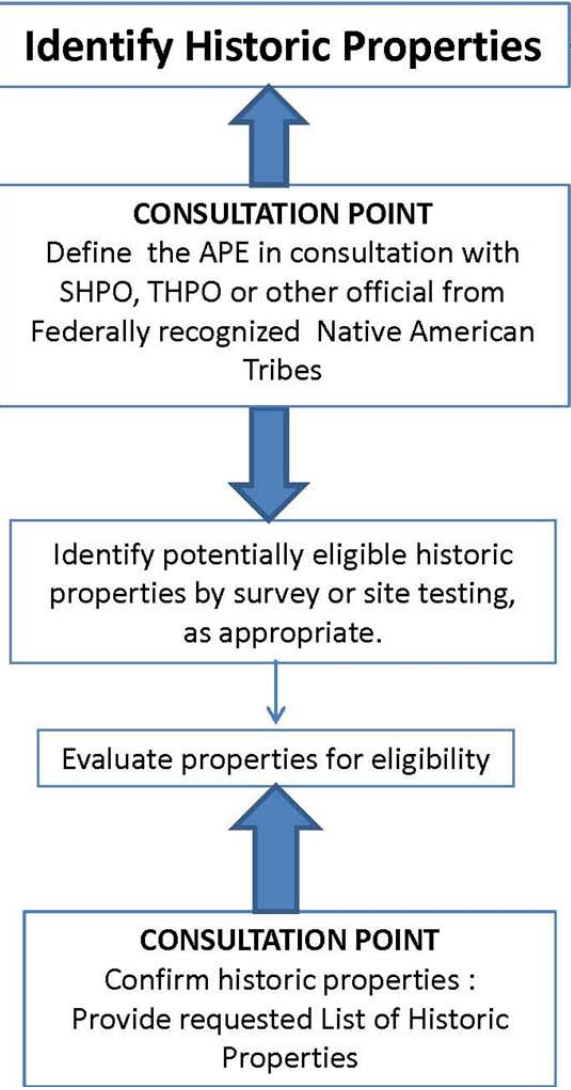 Identify Historic Properties
CONSULTATION POINT
Define the APE in consultation with
SHPO, THPO or other official from
Federally recognized Native American
Tribes
Identify potentially eligible historic
properties by survey or site testing,
as appropriate.
Evaluate properties for eligibility
CONSULTATION POINT
Confirm historic properties :
Provide requested List of Historic
Properties